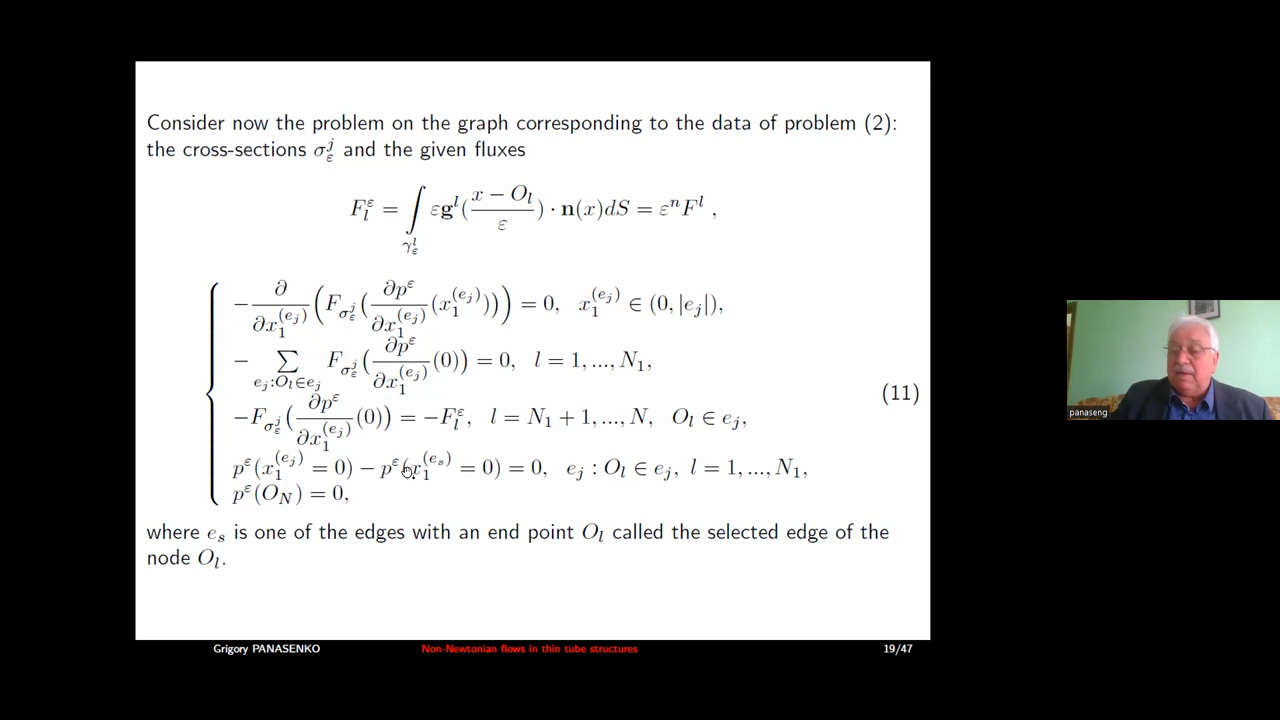 Consider now the problem on the graph corresponding to the data of problem (2):
the cross-sections σ_ε^j and the given fluxes
F_l^ε = ∫_{γ_ε^l} εg^l((x − O_l)/ε) · n(x)dS = ε^n F^l ,
−∂/∂x_1^{(e_j)} (F_{σ_ε^j}(∂p^ε/∂x_1^{(e_j)} (x_1^{(e_j)}))) = 0, x_1^{(e_j)} ∈ (0, |e_j|),
− ∑_{e_j:O_l∈e_j} F_{σ_ε^j}(∂p^ε/∂x_1^{(e_j)} (0)) = 0, l = 1, ..., N_1,
−F_{σ_ε^j}(∂p^ε/∂x_1^{(e_j)} (0)) = −F_l^ε, l = N_1 + 1, ..., N, O_l ∈ e_j,
(11)
p^ε(x_1^{(e_j)} = 0) − p^ε(x_1^{(e_s)} = 0) = 0, e_j : O_l ∈ e_j, l = 1, ..., N_1,
p^ε(O_N) = 0,
where e_s is one of the edges with an end point O_l called the selected edge of the
node O_l.
Grigory PANASENKO Non-Newtonian flows in thin tube structures 19/47
panaseng